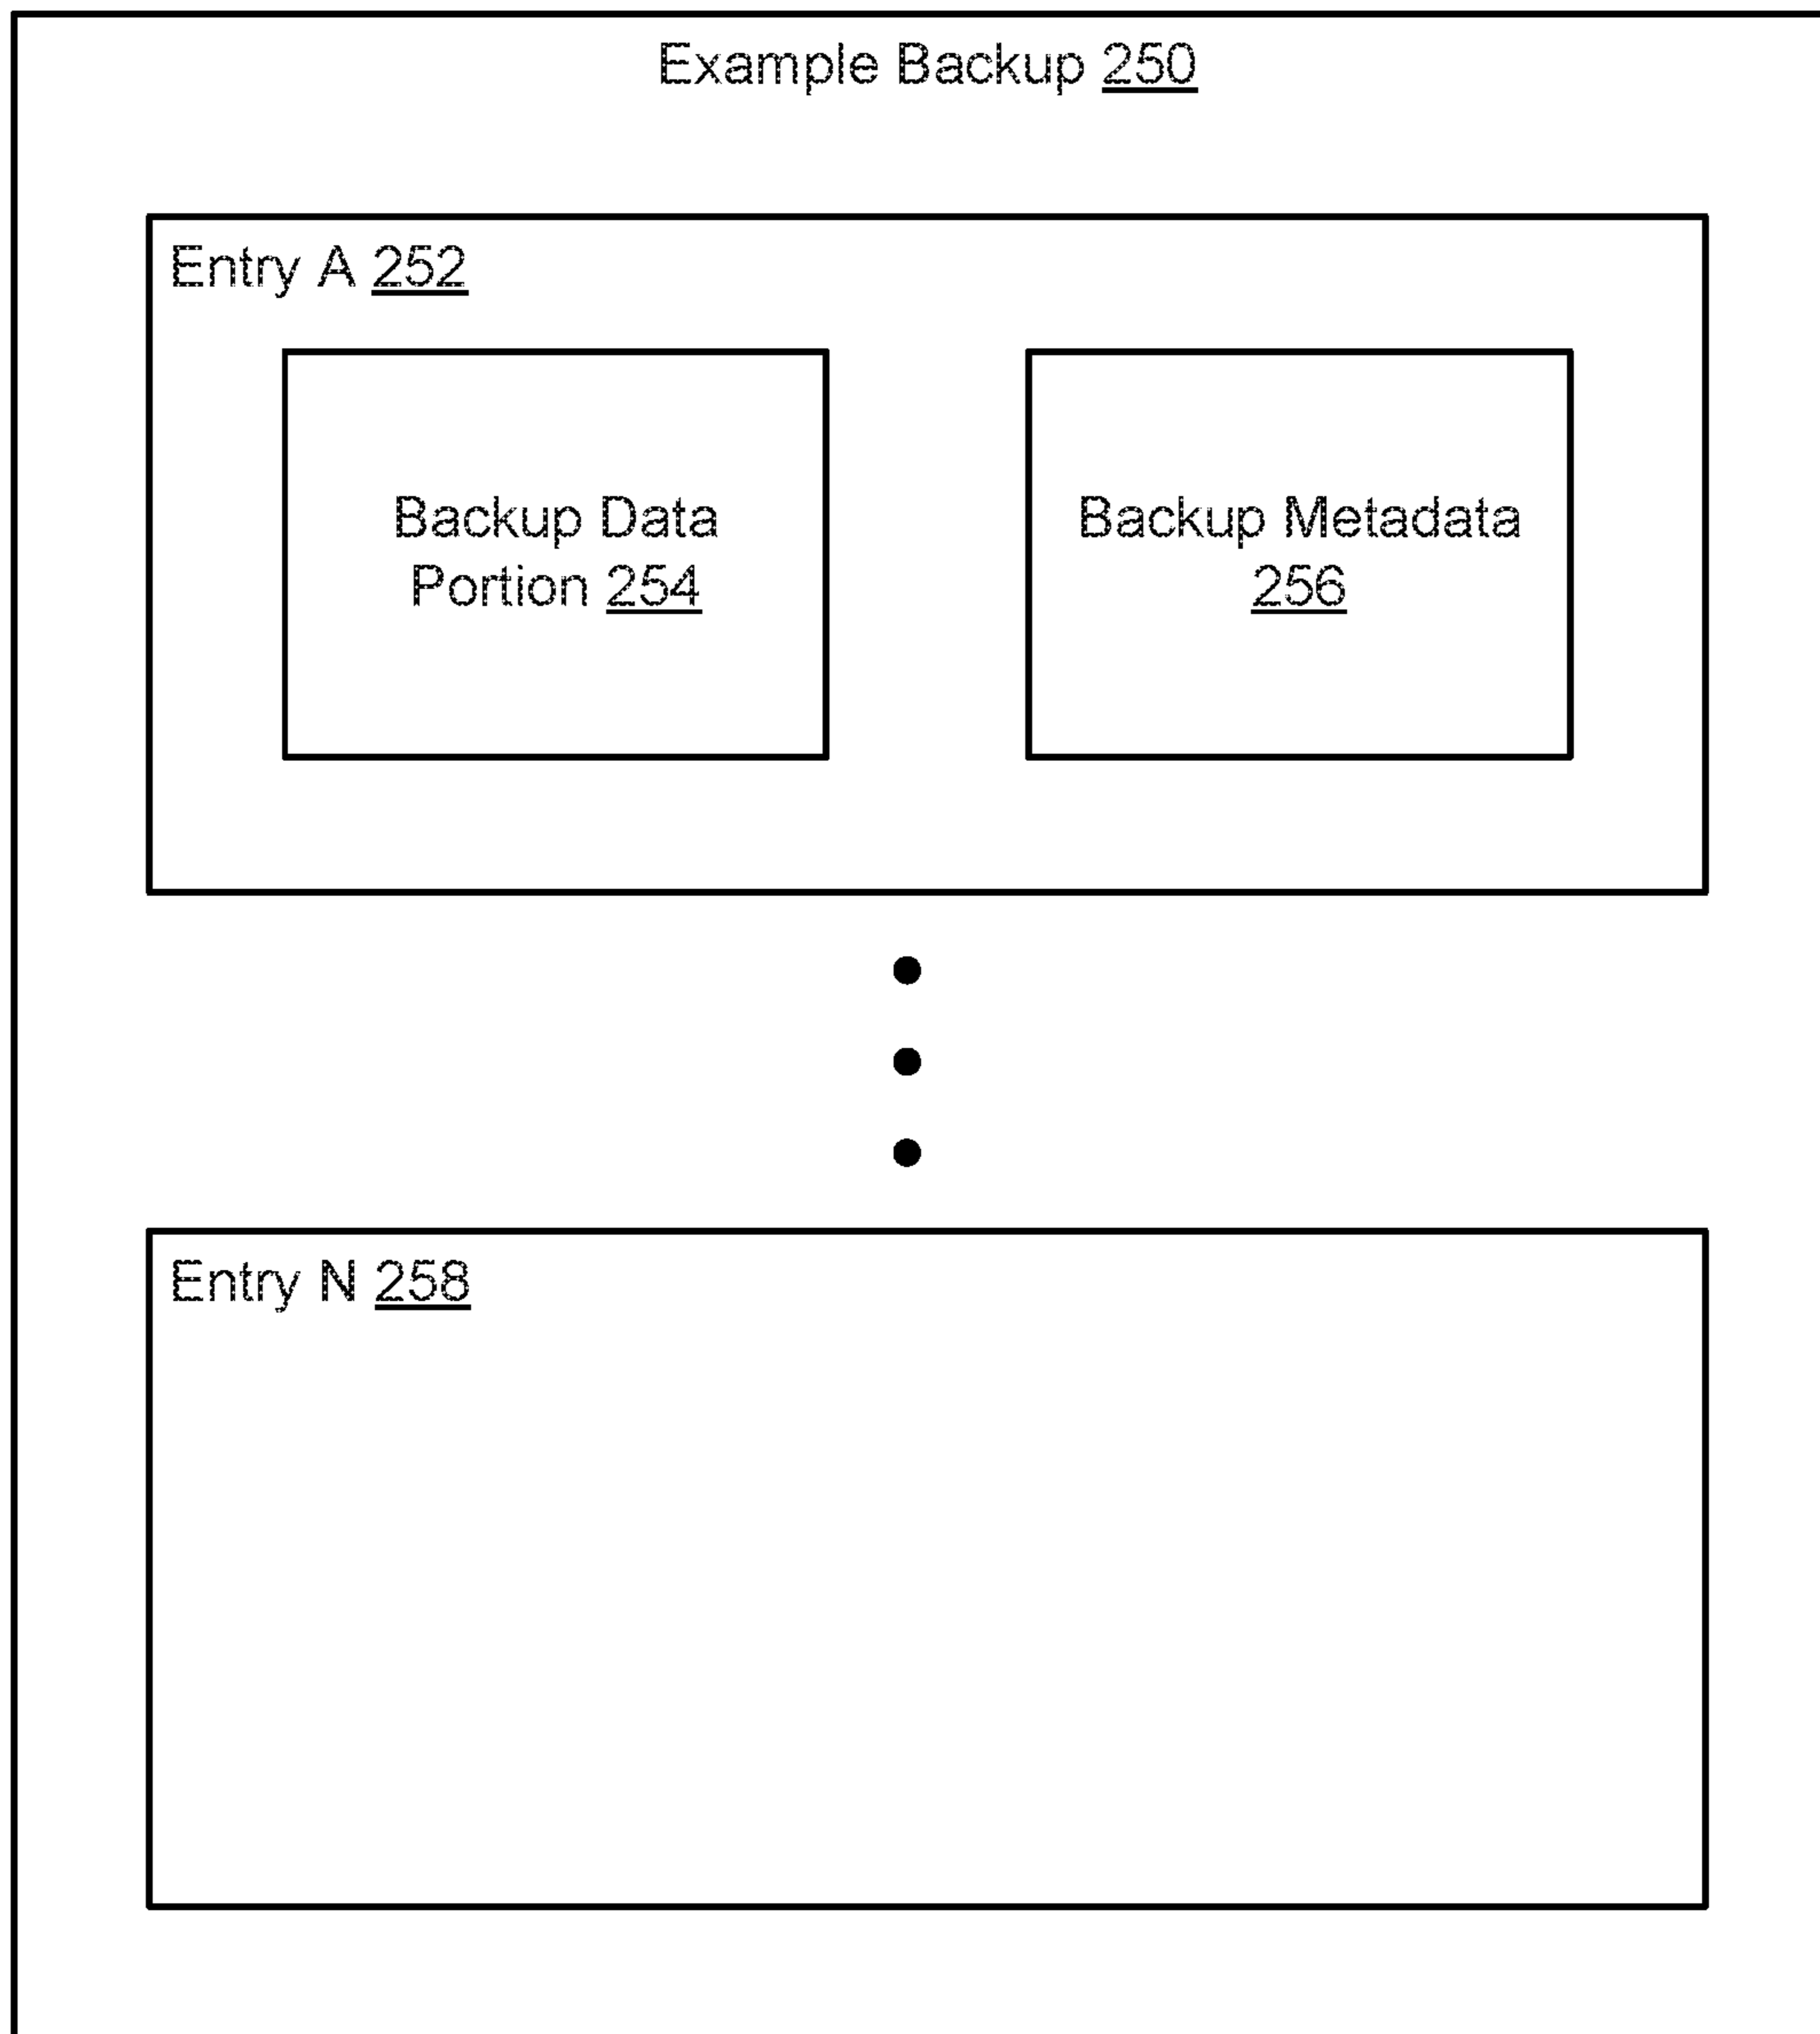 Example Backup 250
Entry A 252
Backup Data
Portion 254
Backup Metadata
256
Entry N 258